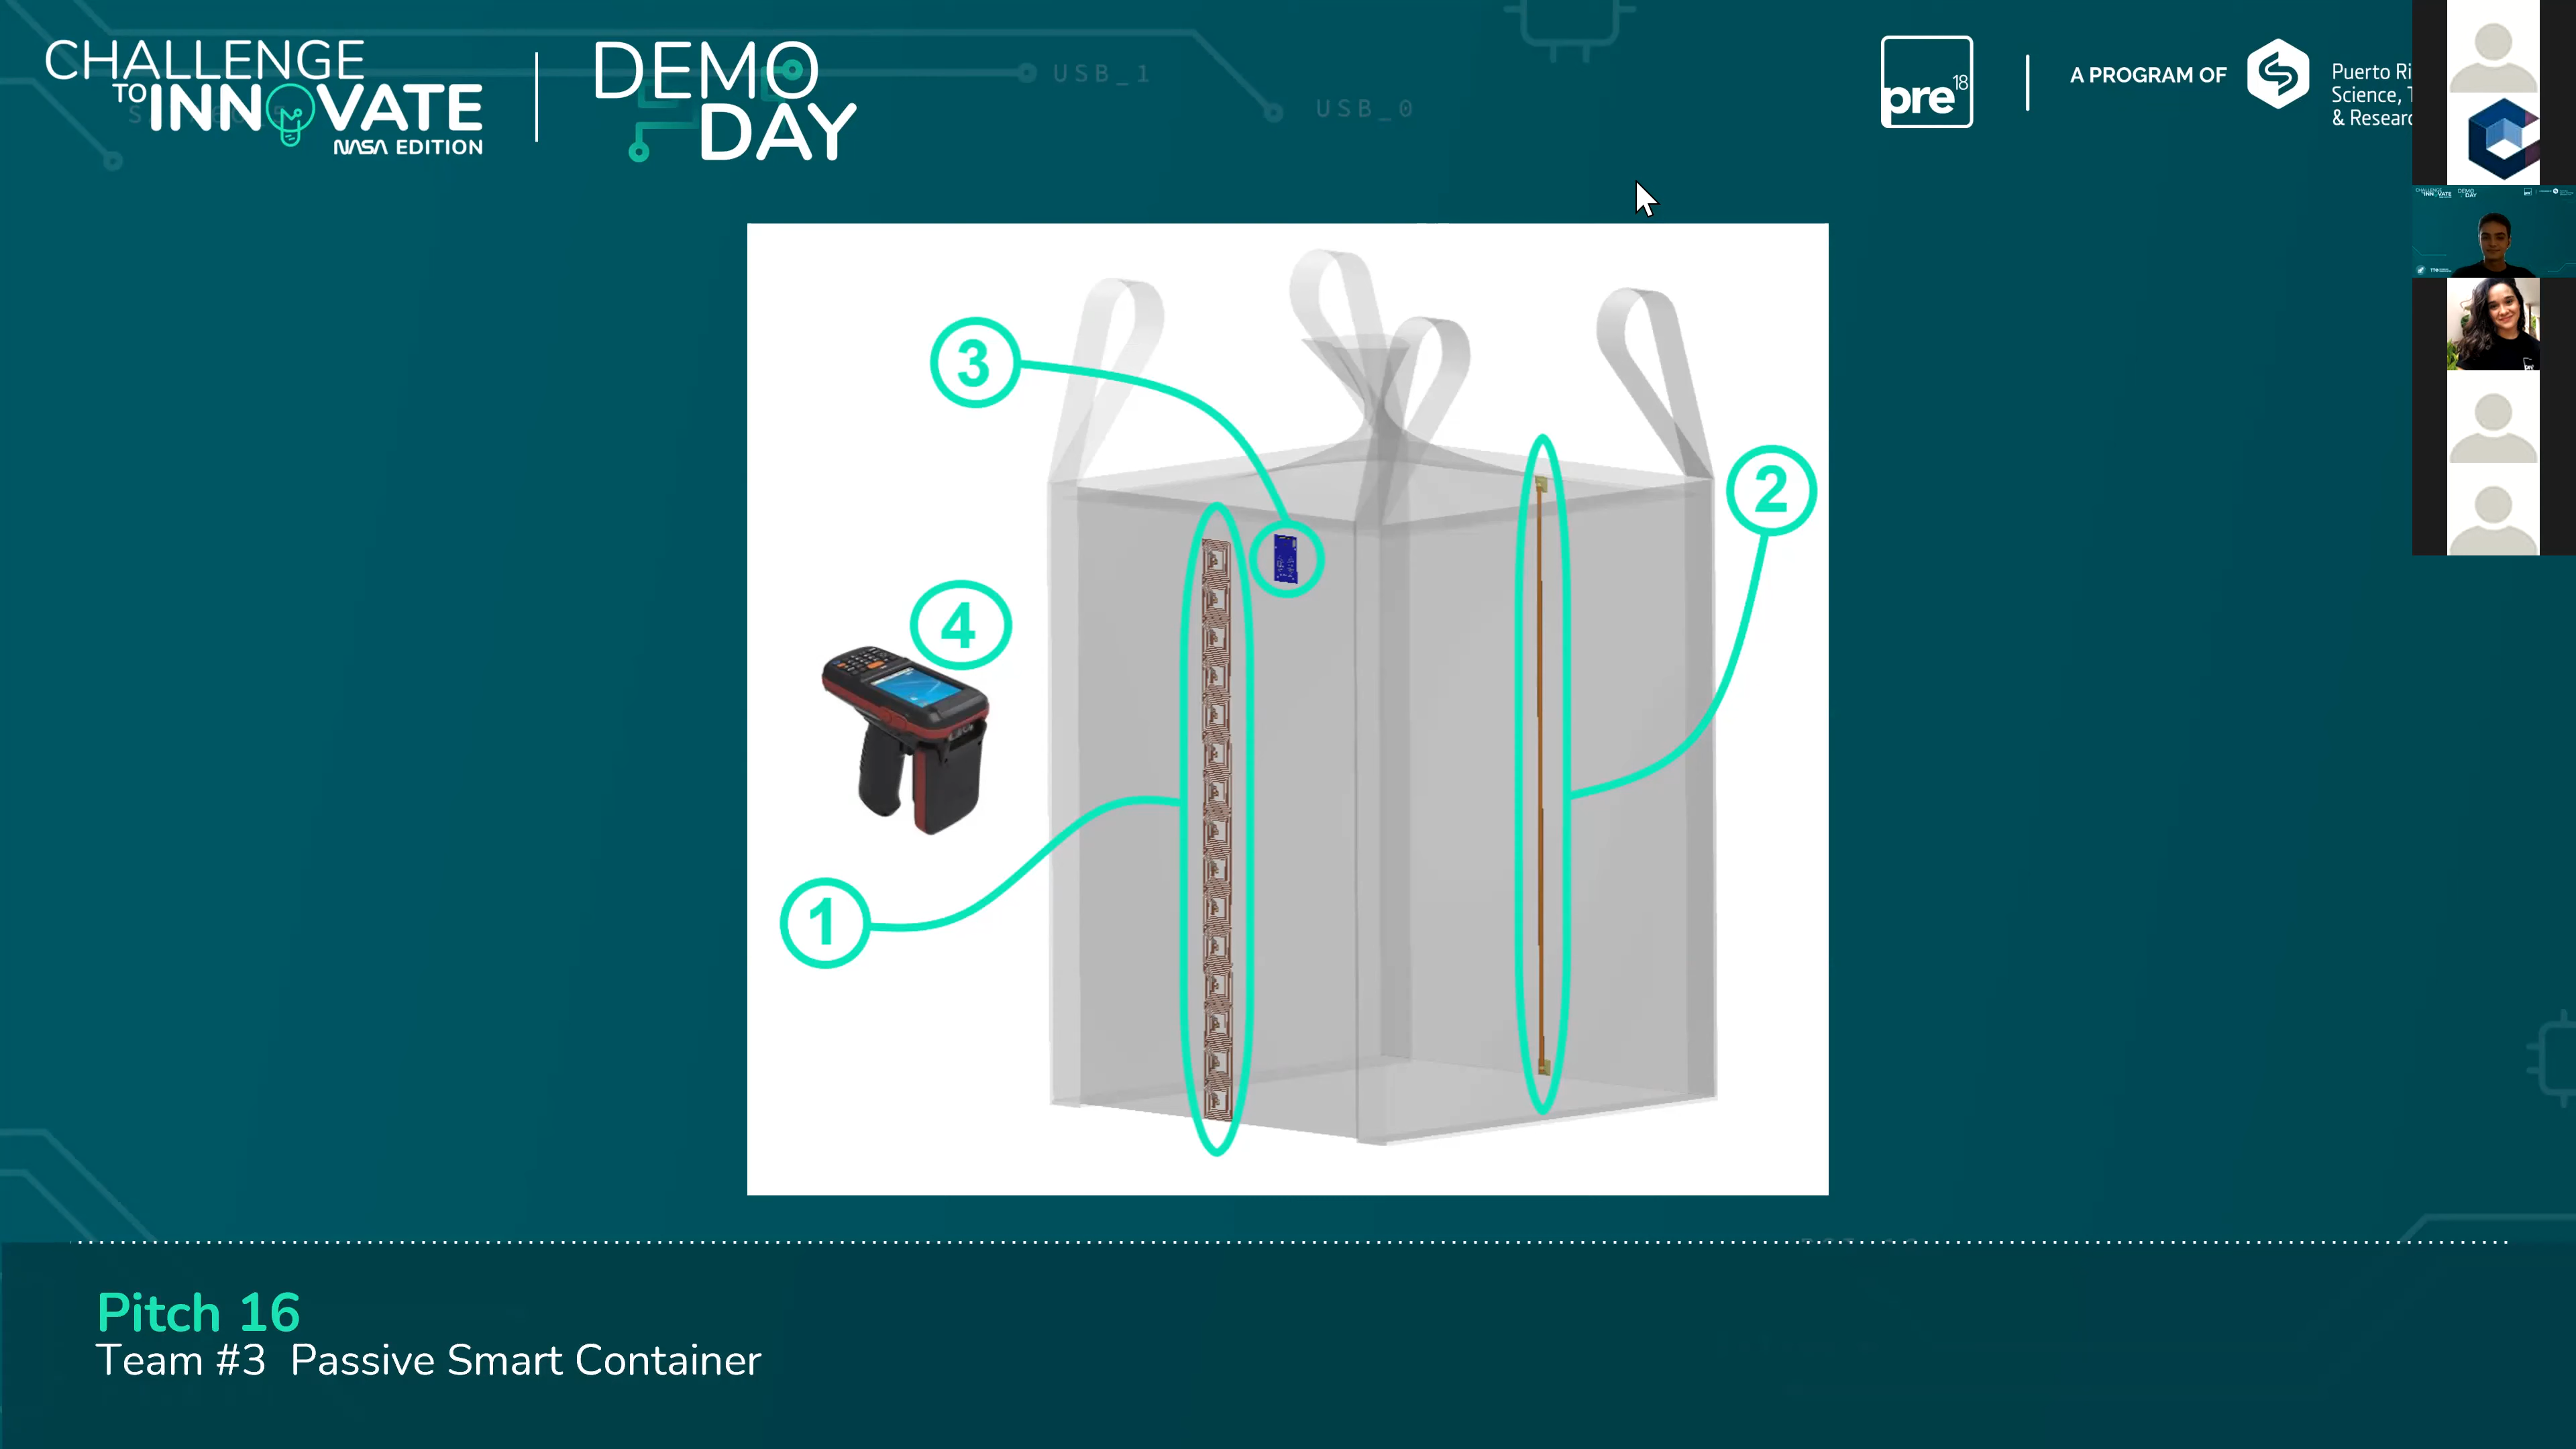 CHALLENGE
TO INNOVATE
NASA EDITION
DEMO
DAY
USB_1
USB_0
pre18
A PROGRAM OF
Puerto Ri
Science, T
& Researc
3
2
4
1
Pitch 16
Team #3 Passive Smart Container